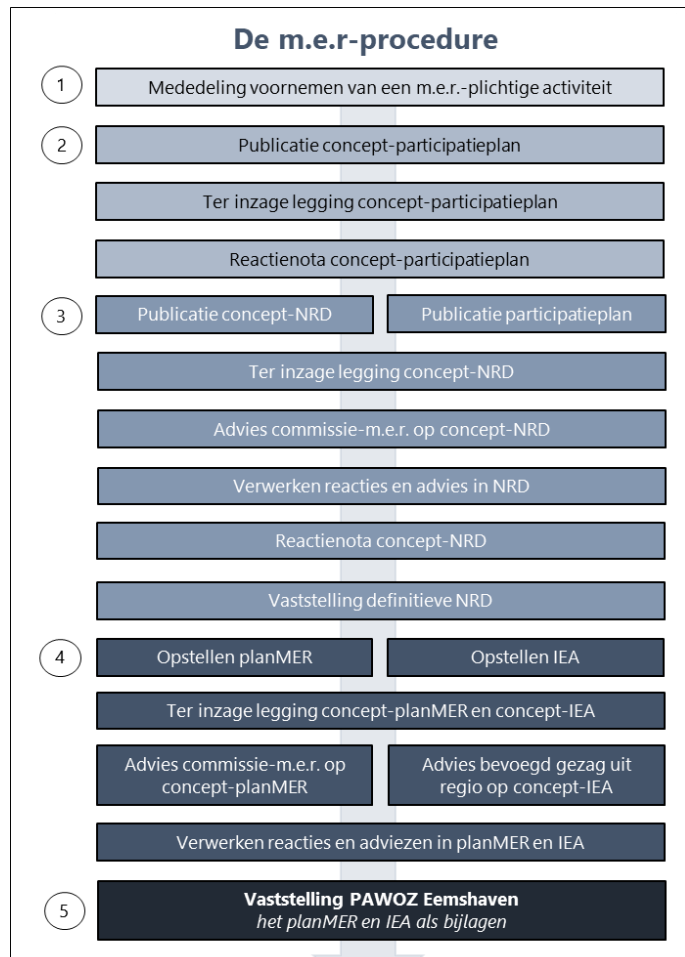 De m.e.r-procedure
1
Mededeling voornemen van een m.e.r.-plichtige activiteit
2
Publicatie concept-participatieplan
Ter inzage legging concept-participatieplan
Reactienota concept-participatieplan
3
Publicatie concept-NRD
Publicatie participatieplan
Ter inzage legging concept-NRD
Advies commissie-m.e.r. op concept-NRD
Verwerken reacties en advies in NRD
Reactienota concept-NRD
Vaststelling definitieve NRD
4
Opstellen planMER
Opstellen IEA
Ter inzage legging concept-planMER en concept-IEA
Advies commissie-m.e.r. op
concept-planMER
Advies bevoegd gezag uit
regio op concept-IEA
Verwerken reacties en adviezen in planMER en IEA
5
Vaststelling PAWOZ Eemshaven
het planMER en IEA als bijlagen